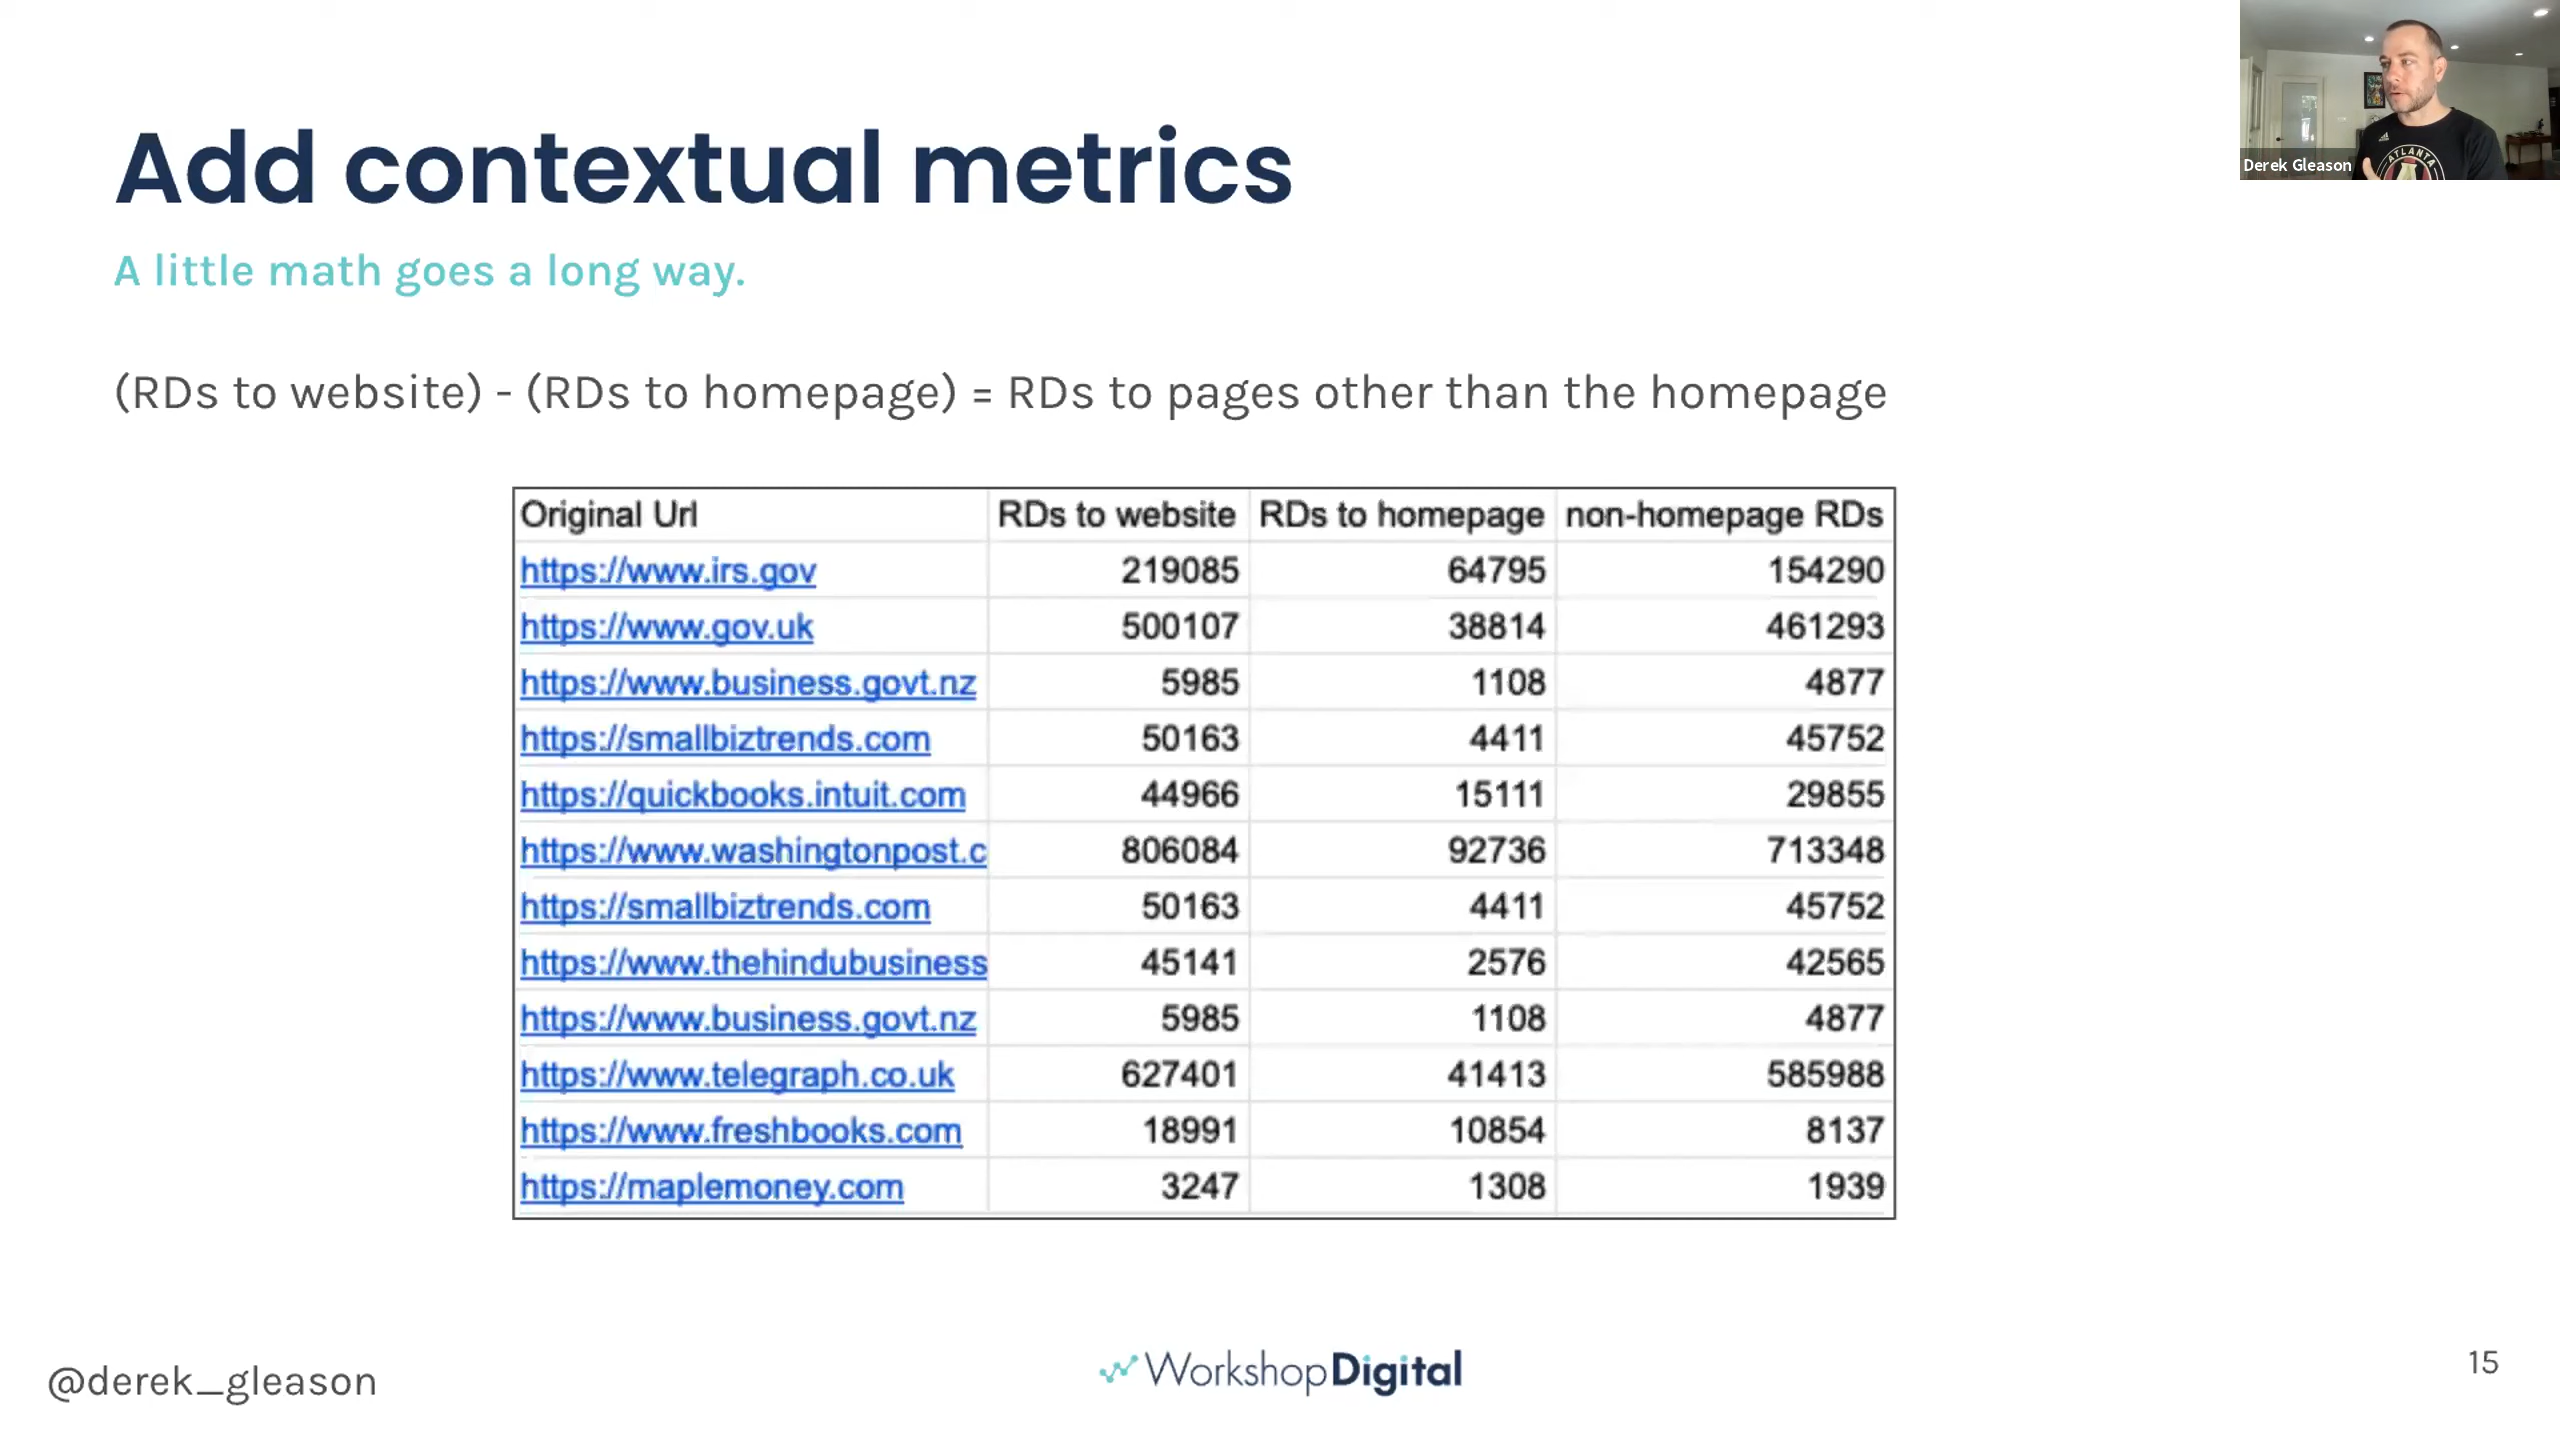 Derek Gleason
ATLANTA
Add contextual metrics
A little math goes a long way.
(RDs to website) - (RDs to homepage) = RDs to pages other than the homepage
Original Url RDs to website RDs to homepage non-homepage RDs
https://www.irs.gov 219085 64795 154290
https://www.gov.uk 500107 38814 461293
https://www.business.govt.nz 5985 1108 4877
https://smallbiztrends.com 50163 4411 45752
https://quickbooks.intuit.com 44966 15111 29855
https://www.washingtonpost.c 806084 92736 713348
https://smallbiztrends.com 50163 4411 45752
https://www.thehindubusiness 45141 2576 42565
https://www.business.govt.nz 5985 1108 4877
https://www.telegraph.co.uk 627401 41413 585988
https://www.freshbooks.com 18991 10854 8137
https://maplemoney.com 3247 1308 1939
@derek_gleason
WorkshopDigital
15